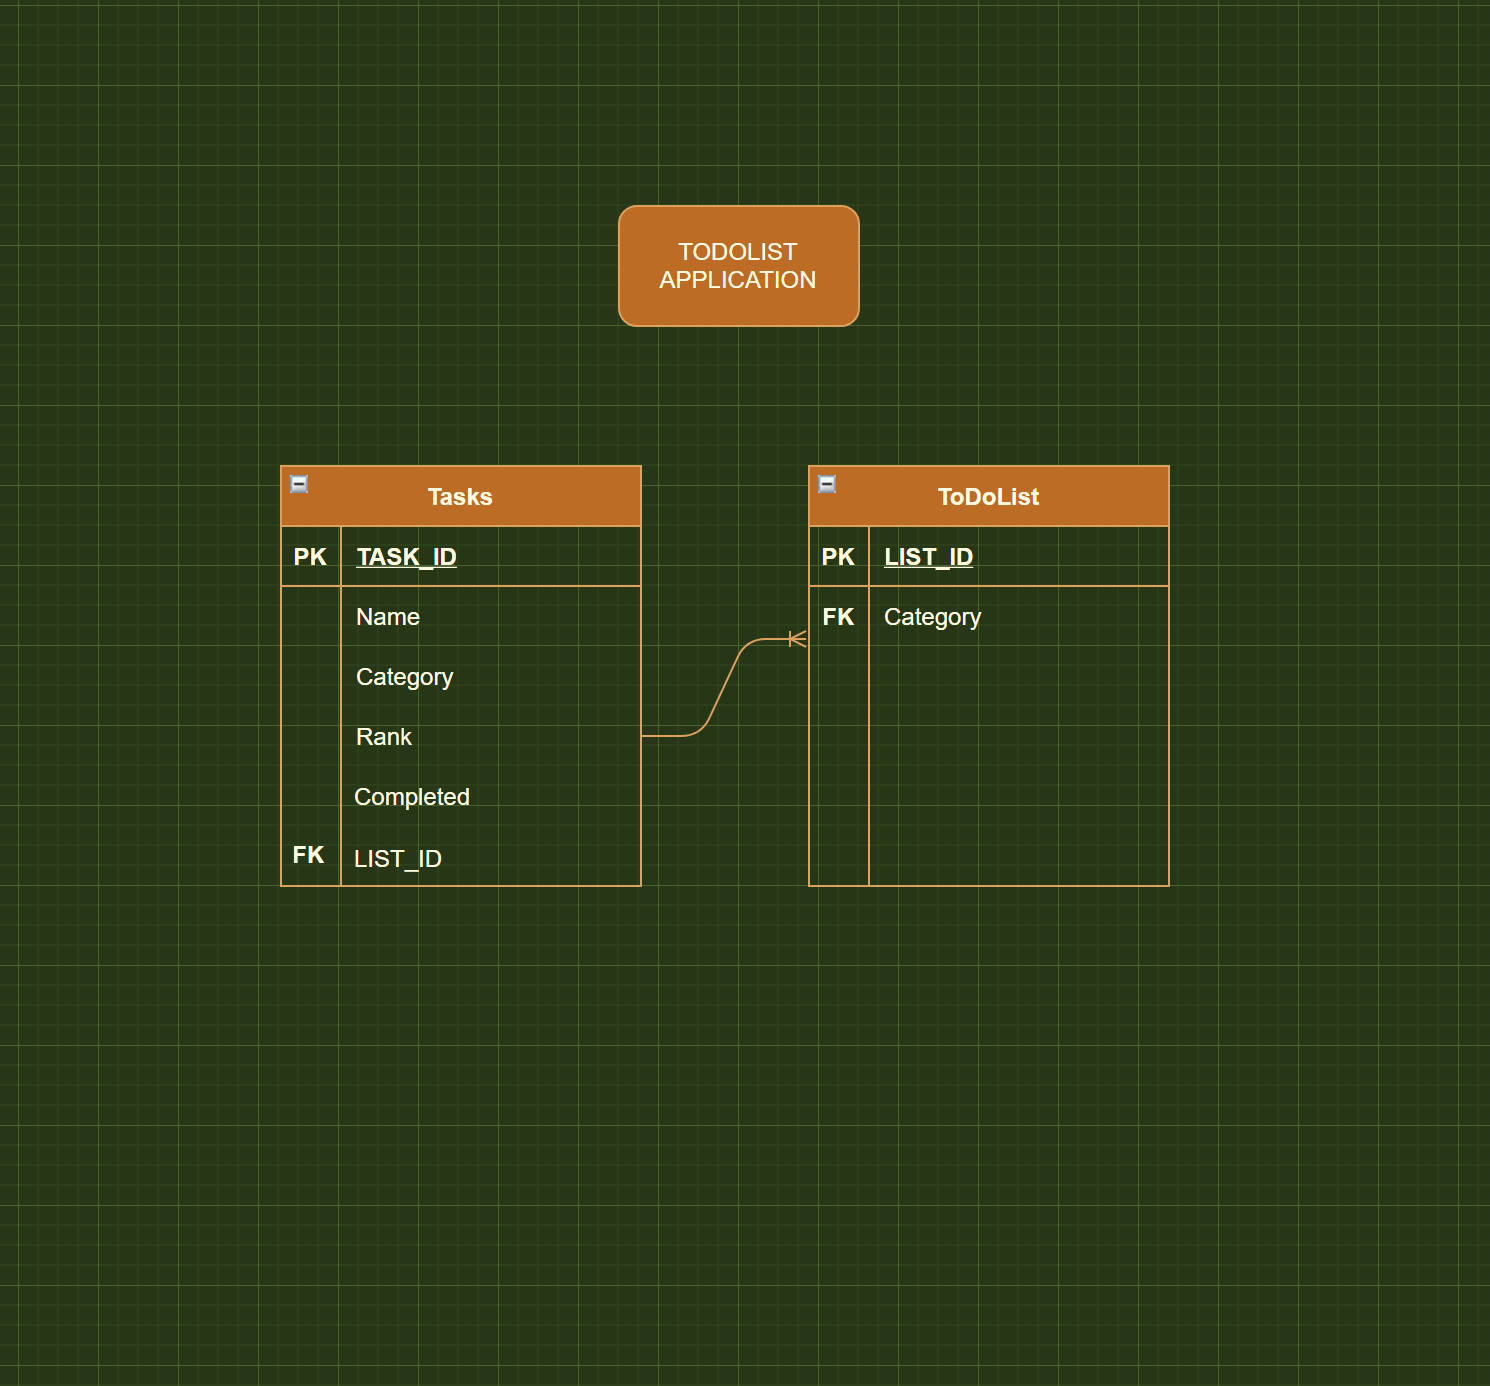 TODOLIST
APPLICATION
Tasks
PK TASK_ID
Name
Category
Rank
Completed
FK LIST_ID
ToDoList
PK LIST_ID
FK Category